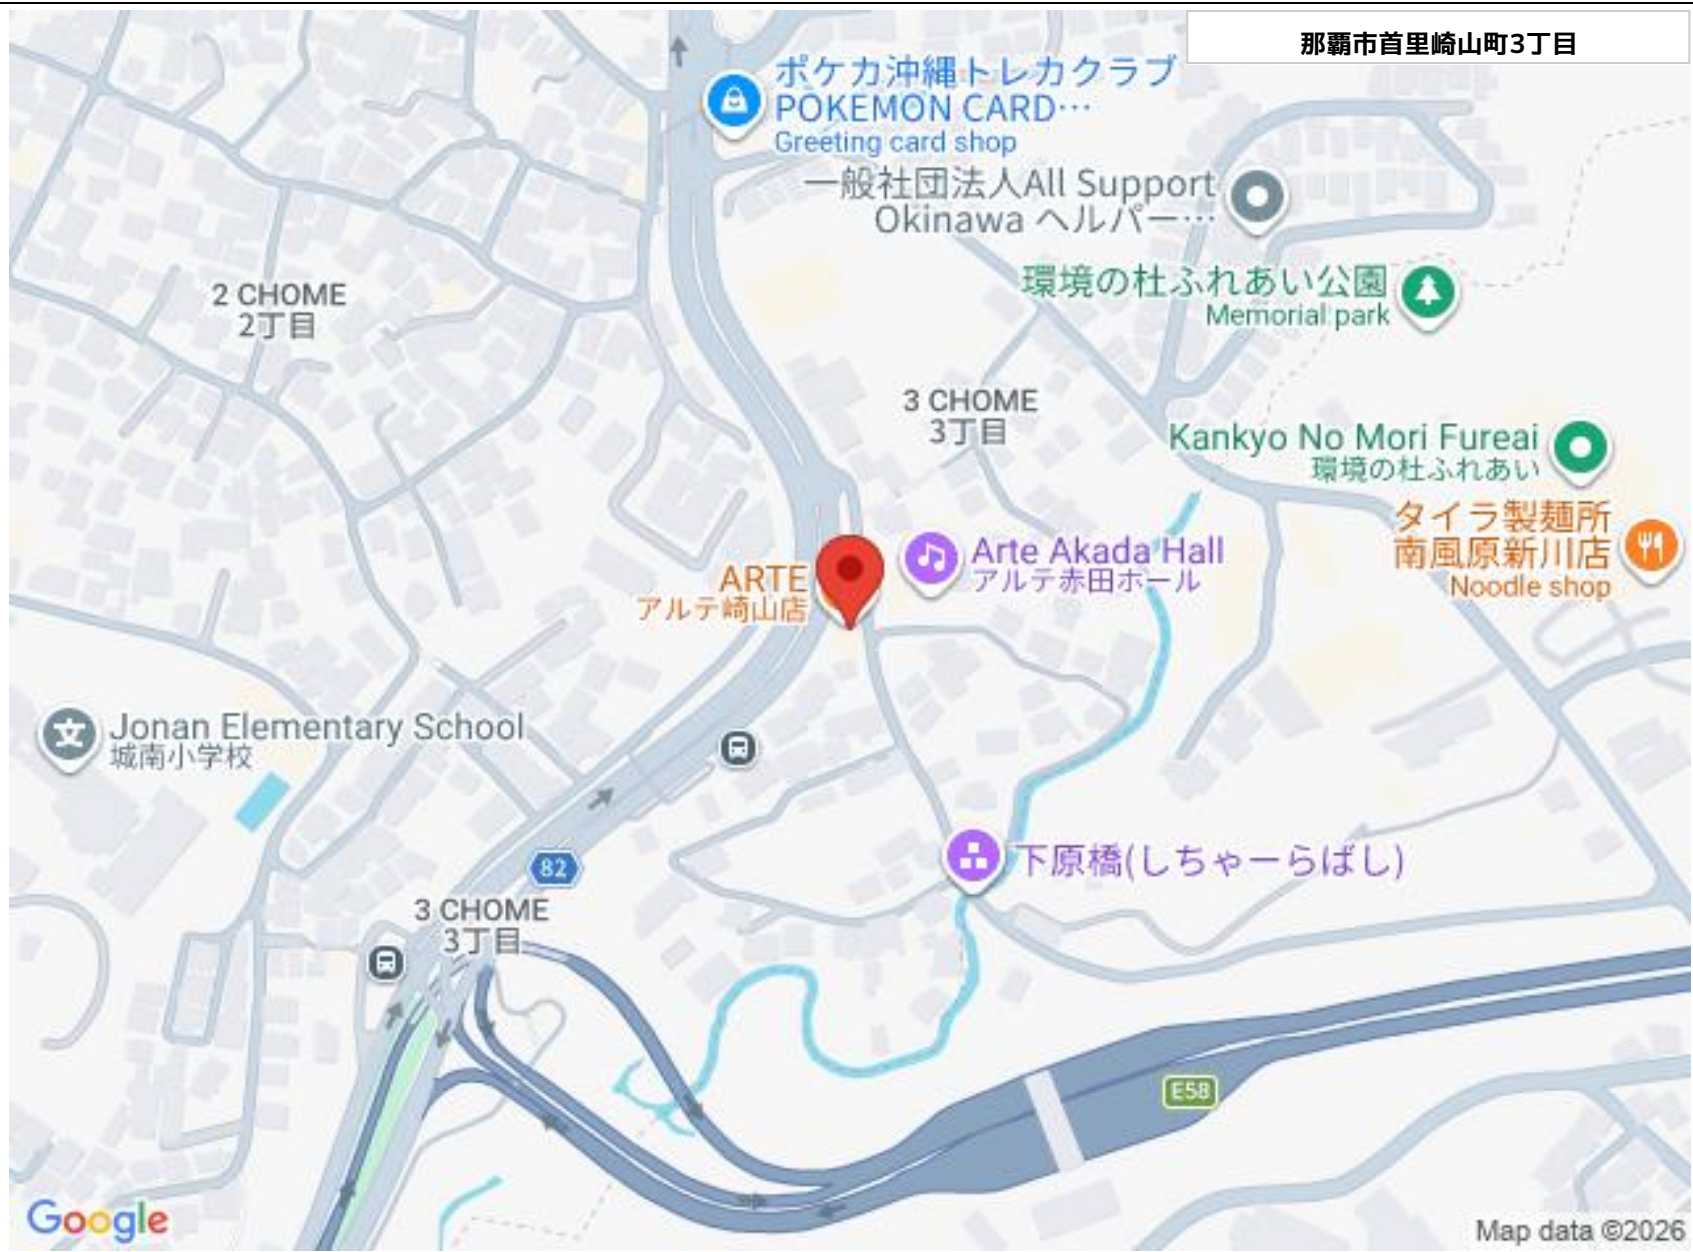 那覇市首里崎山町3丁目
ポケカ沖縄トレカクラブ
POKEMON CARD…
Greeting card shop
一般社団法人All Support
Okinawa ヘルパー…
環境の杜ふれあい公園
Memorial park
2 CHOME
2丁目
3 CHOME
3丁目
Kankyo No Mori Fureai
環境の杜ふれあい
タイラ製麺所
南風原新川店
Noodle shop
Arte Akada Hall
アルテ赤田ホール
ARTE
アルテ崎山店
文
Jonan Elementary School
城南小学校
82
下原橋(しちゃーらばし)
3 CHOME
3丁目
E58
Google
Map data ©2026